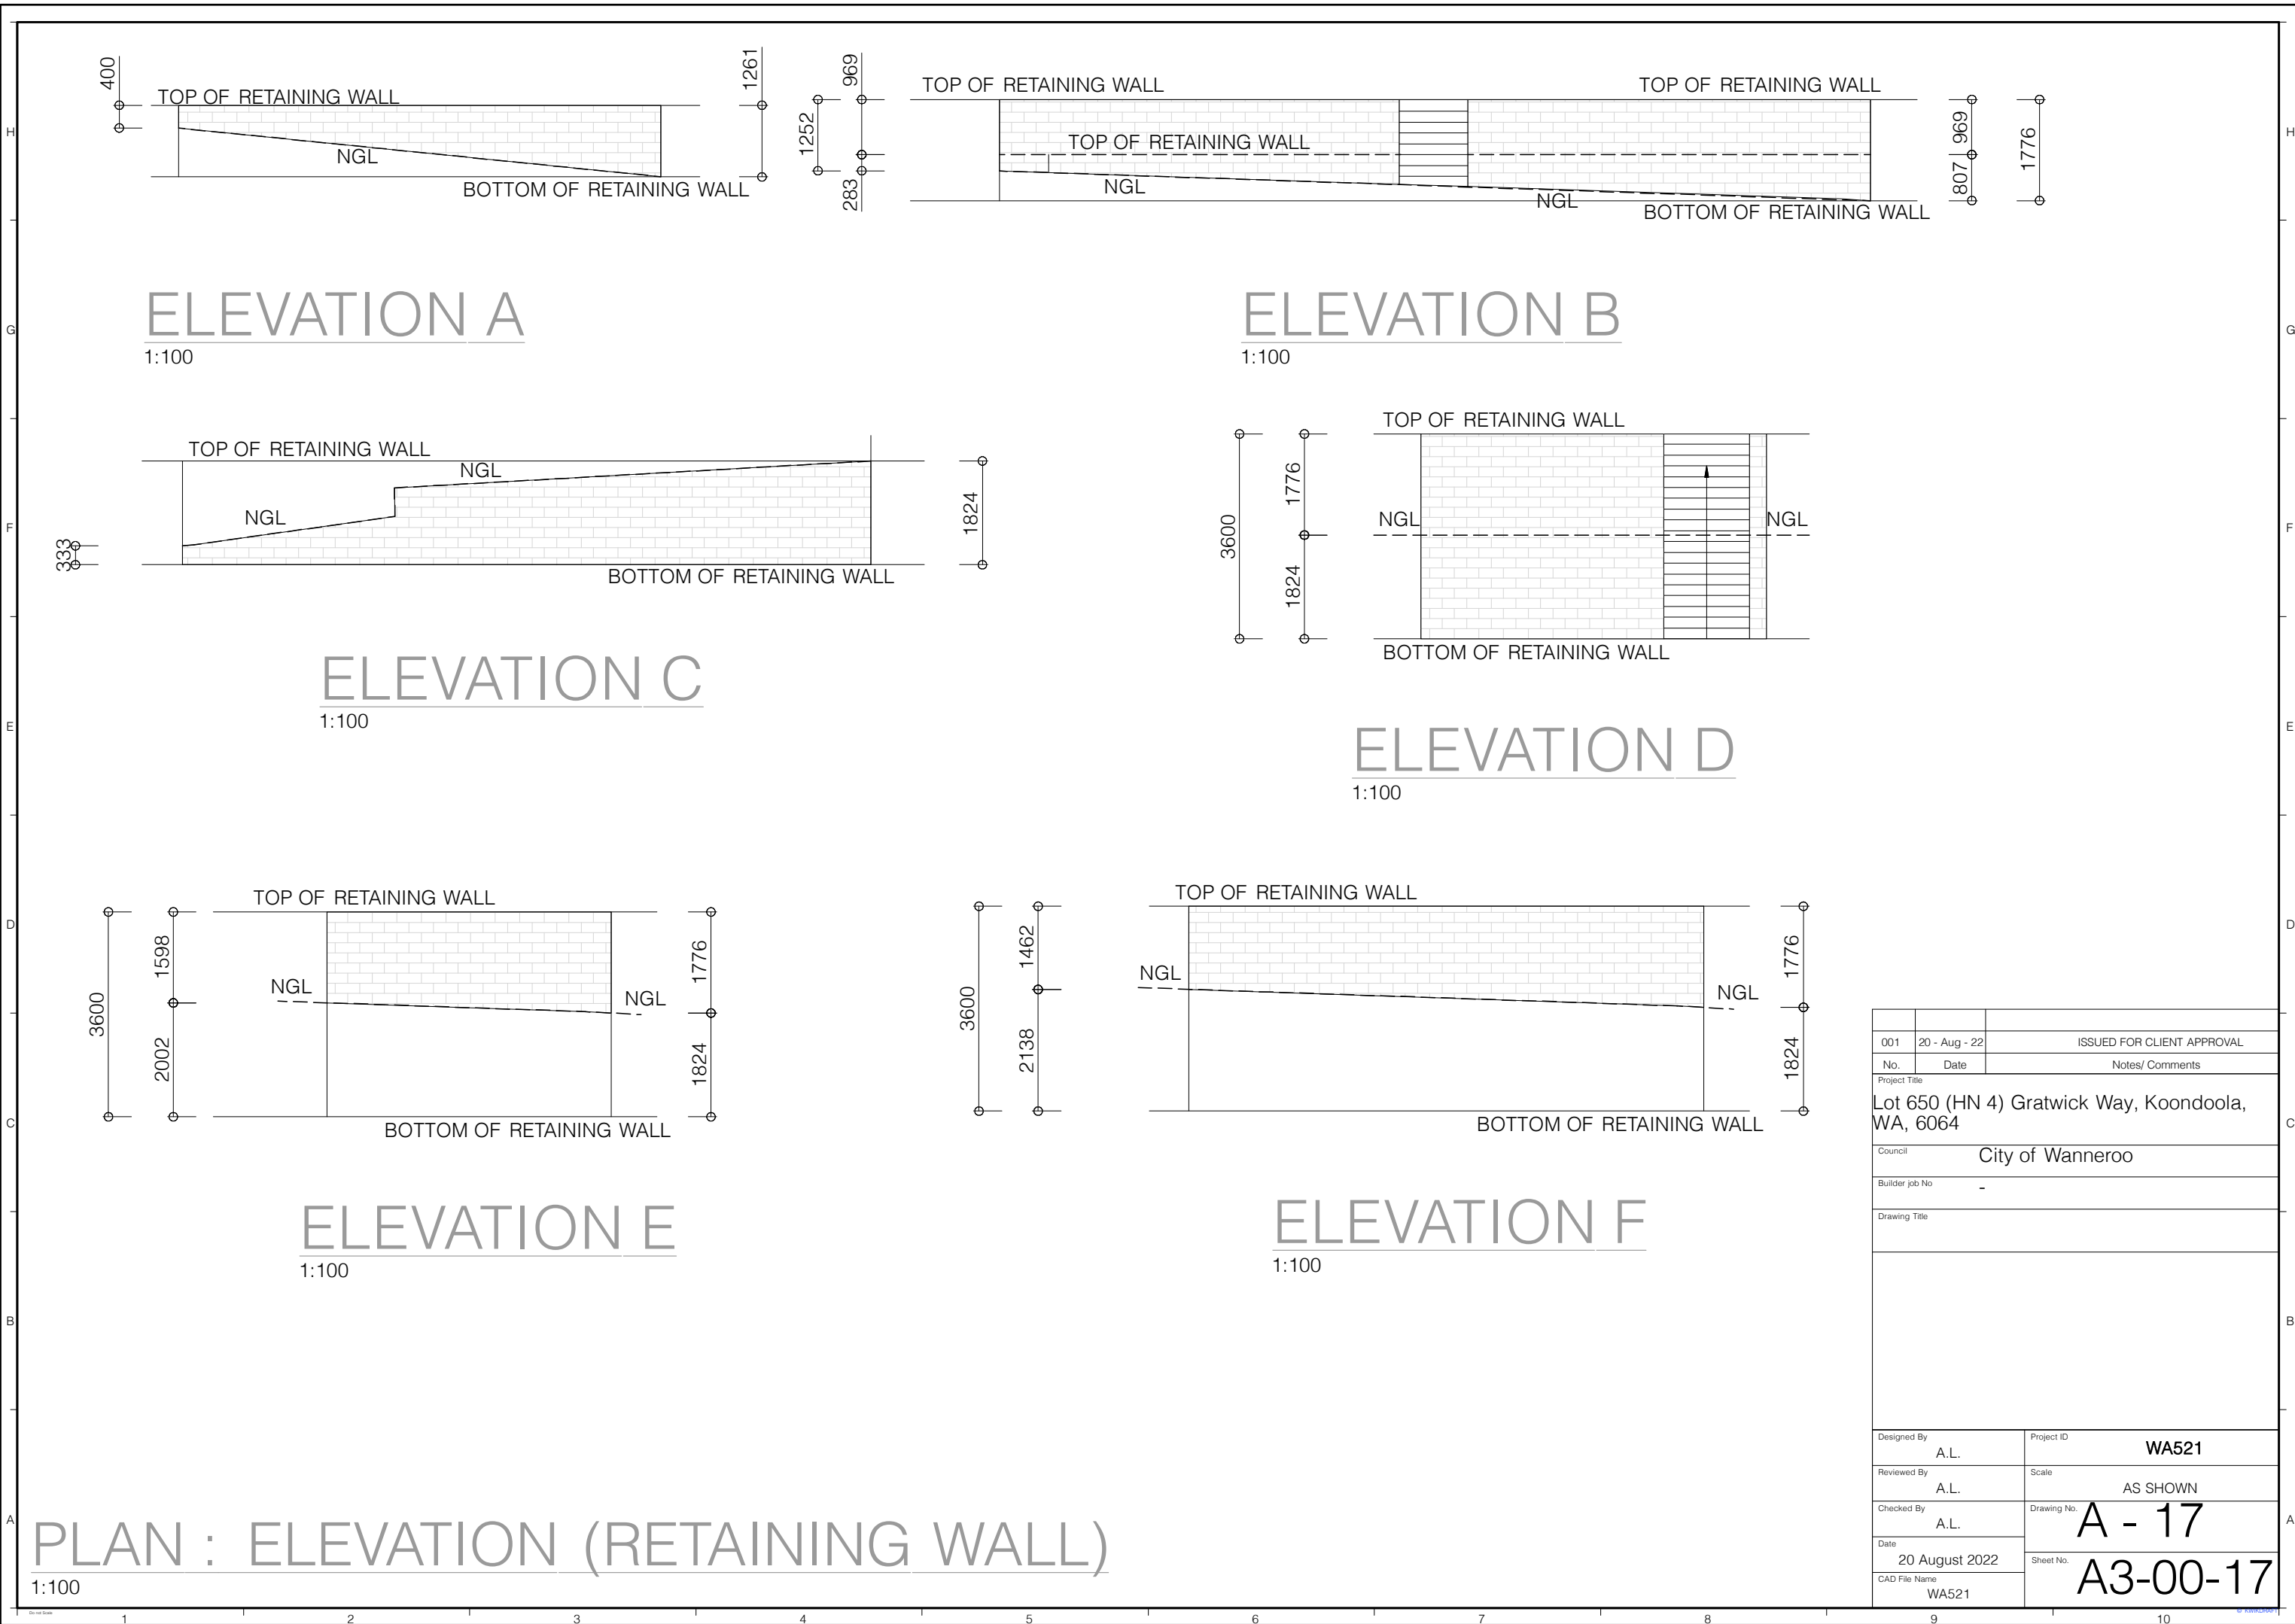 400
TOP OF RETAINING WALL
NGL
BOTTOM OF RETAINING WALL
1261
ELEVATION A
1:100
1252
969
283
TOP OF RETAINING WALL
TOP OF RETAINING WALL
TOP OF RETAINING WALL
NGL
NGL
BOTTOM OF RETAINING WALL
969
807
1776
ELEVATION B
1:100
333
TOP OF RETAINING WALL
NGL
NGL
BOTTOM OF RETAINING WALL
1824
ELEVATION C
1:100
3600
1776
1824
TOP OF RETAINING WALL
NGL
NGL
BOTTOM OF RETAINING WALL
ELEVATION D
1:100
3600
1598
2002
TOP OF RETAINING WALL
NGL
NGL
BOTTOM OF RETAINING WALL
1776
1824
ELEVATION E
1:100
3600
1462
2138
TOP OF RETAINING WALL
NGL
NGL
BOTTOM OF RETAINING WALL
1776
1824
ELEVATION F
1:100
PLAN : ELEVATION (RETAINING WALL)
1:100
001 20 - Aug - 22 ISSUED FOR CLIENT APPROVAL
No. Date Notes/ Comments
Project Title
Lot 650 (HN 4) Gratwick Way, Koondoola,
WA, 6064
Council City of Wanneroo
Builder job No -
Drawing Title
Designed By
A.L.
Project ID
WA521
Reviewed By
A.L.
Scale
AS SHOWN
Checked By
A.L.
Drawing No.
A - 17
Date
20 August 2022
Sheet No.
A3-00-17
CAD File Name
WA521
H
G
F
E
D
C
B
A
H
G
F
E
D
C
B
A
Do not Scale
1 2 3 4 5 6 7 8 9 10